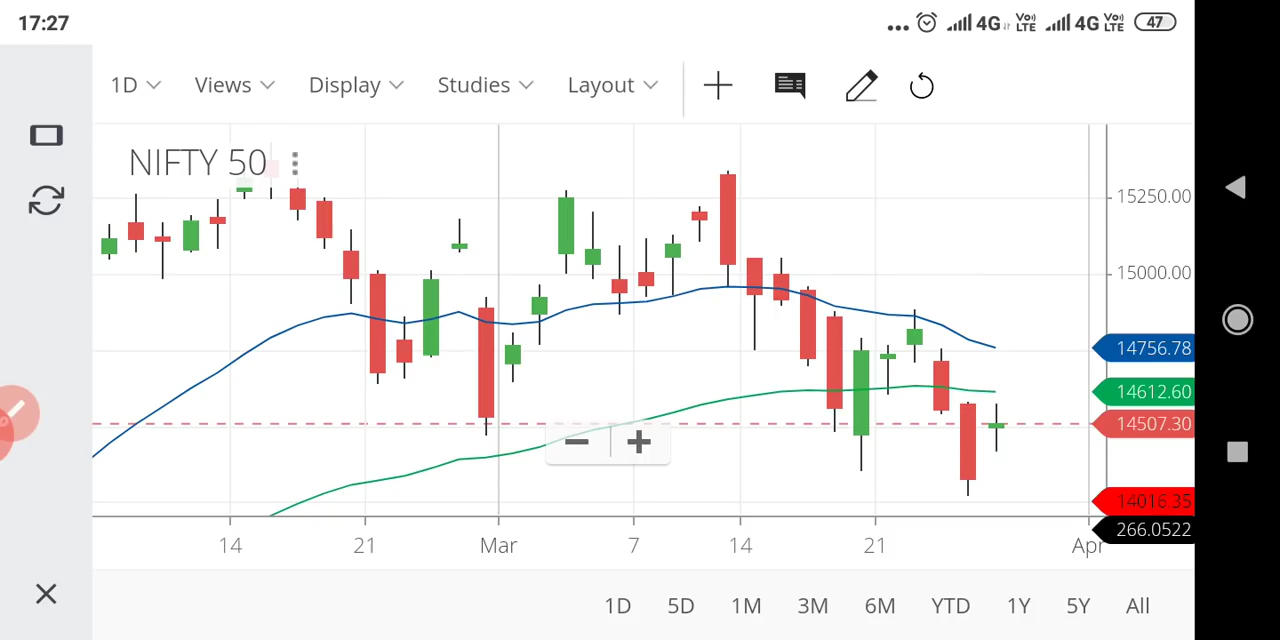 17:27
4G VoLTE 4G VoLTE 47
1D Views Display Studies Layout
NIFTY 50
15250.00
15000.00
14756.78
14612.60
14507.30
14016.35
266.0522
14 21 Mar 7 14 21 Apr
1D 5D 1M 3M 6M YTD 1Y 5Y All